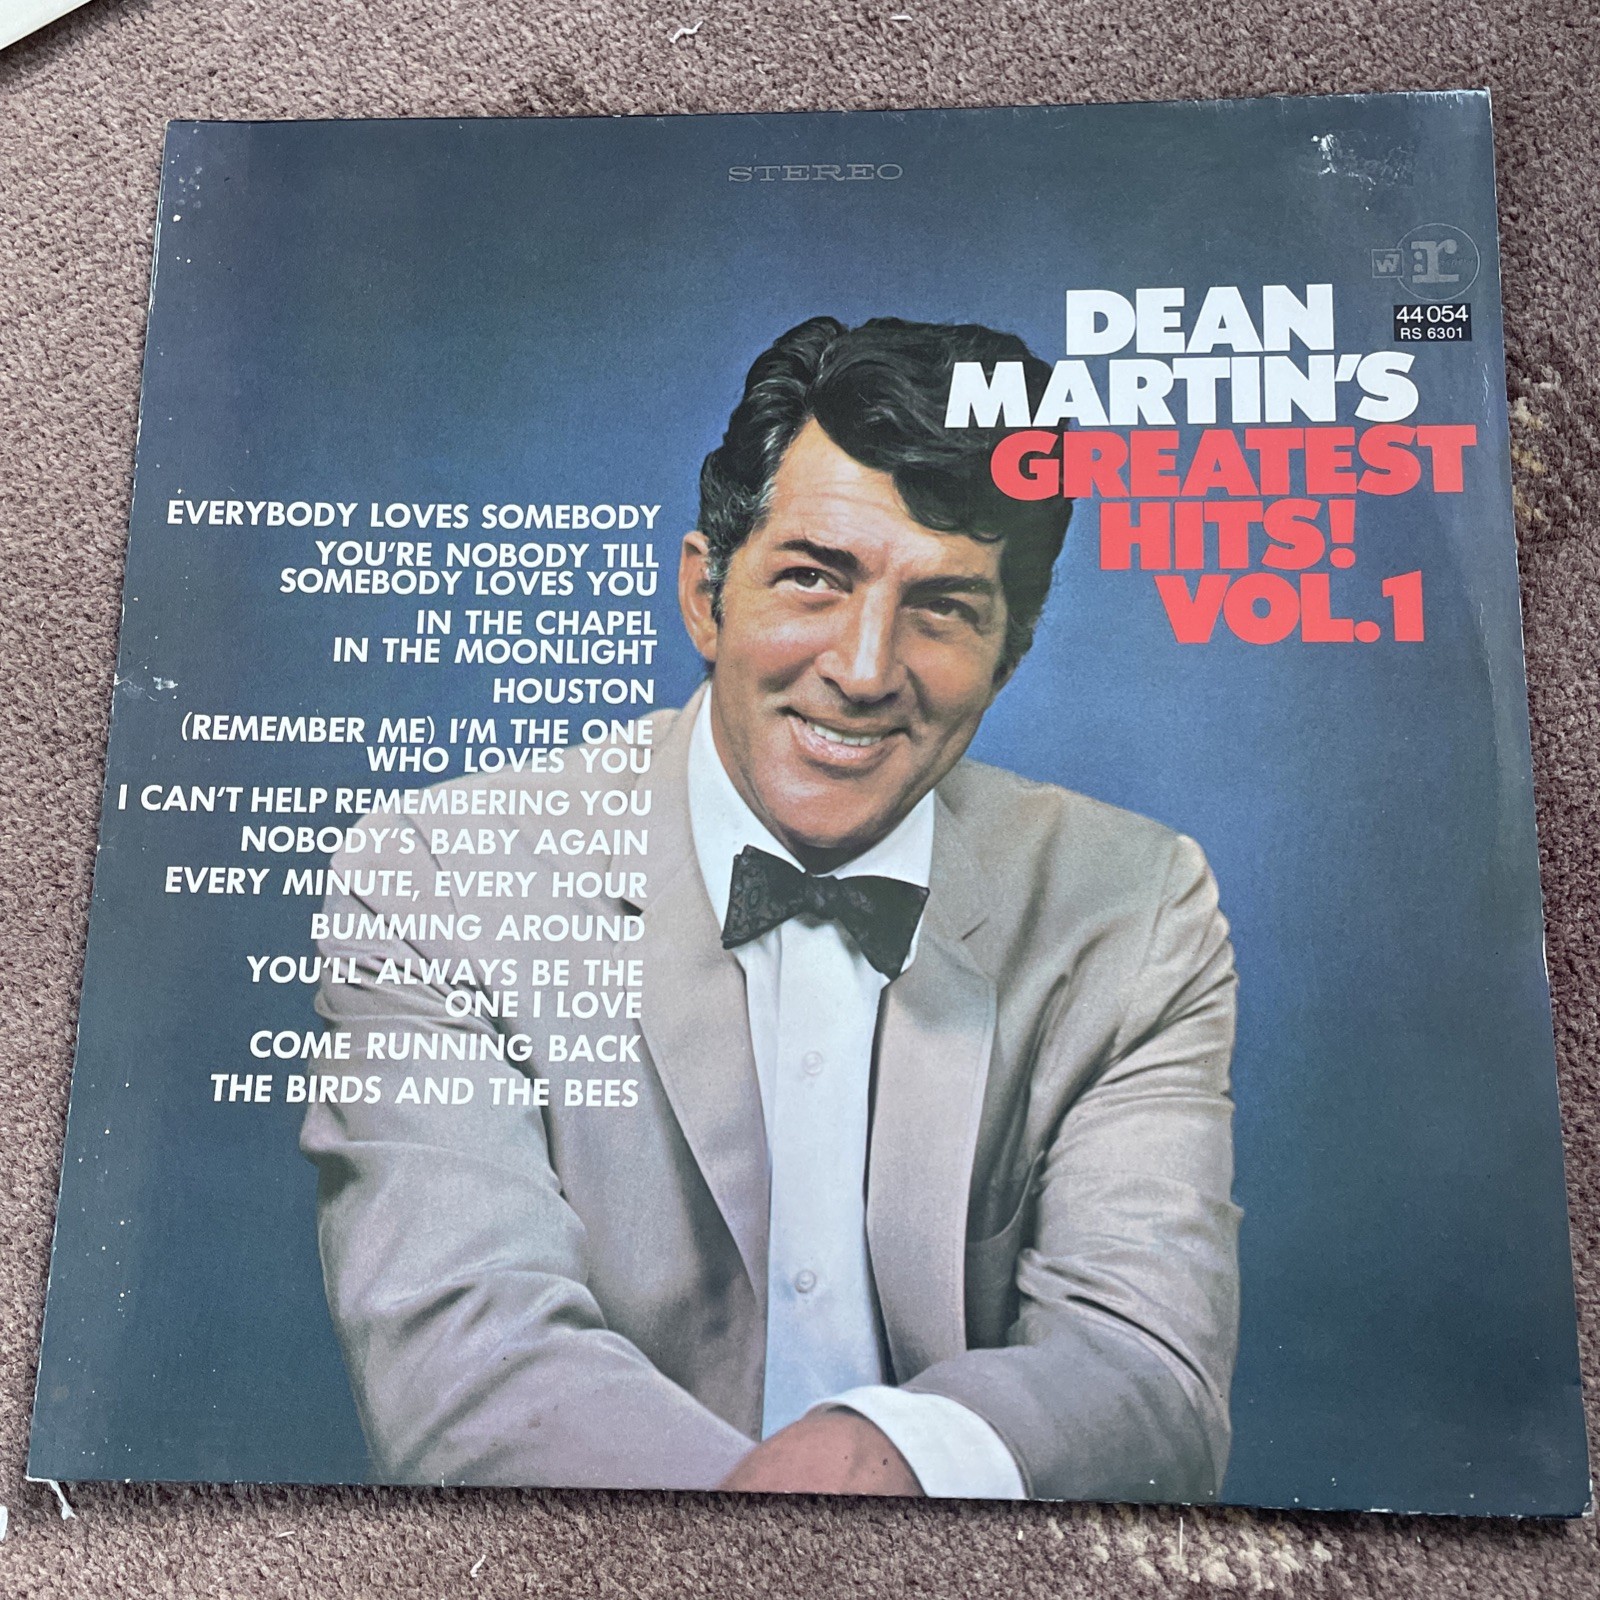 STEREO
W :r
44 054
RS 6301
DEAN
MARTIN'S
GREATEST
HITS!
VOL.1
EVERYBODY LOVES SOMEBODY
YOU'RE NOBODY TILL
SOMEBODY LOVES YOU
IN THE CHAPEL
IN THE MOONLIGHT
HOUSTON
(REMEMBER ME) I'M THE ONE
WHO LOVES YOU
I CAN'T HELP REMEMBERING YOU
NOBODY'S BABY AGAIN
EVERY MINUTE, EVERY HOUR
BUMMING AROUND
YOU'LL ALWAYS BE THE
ONE I LOVE
COME RUNNING BACK
THE BIRDS AND THE BEES